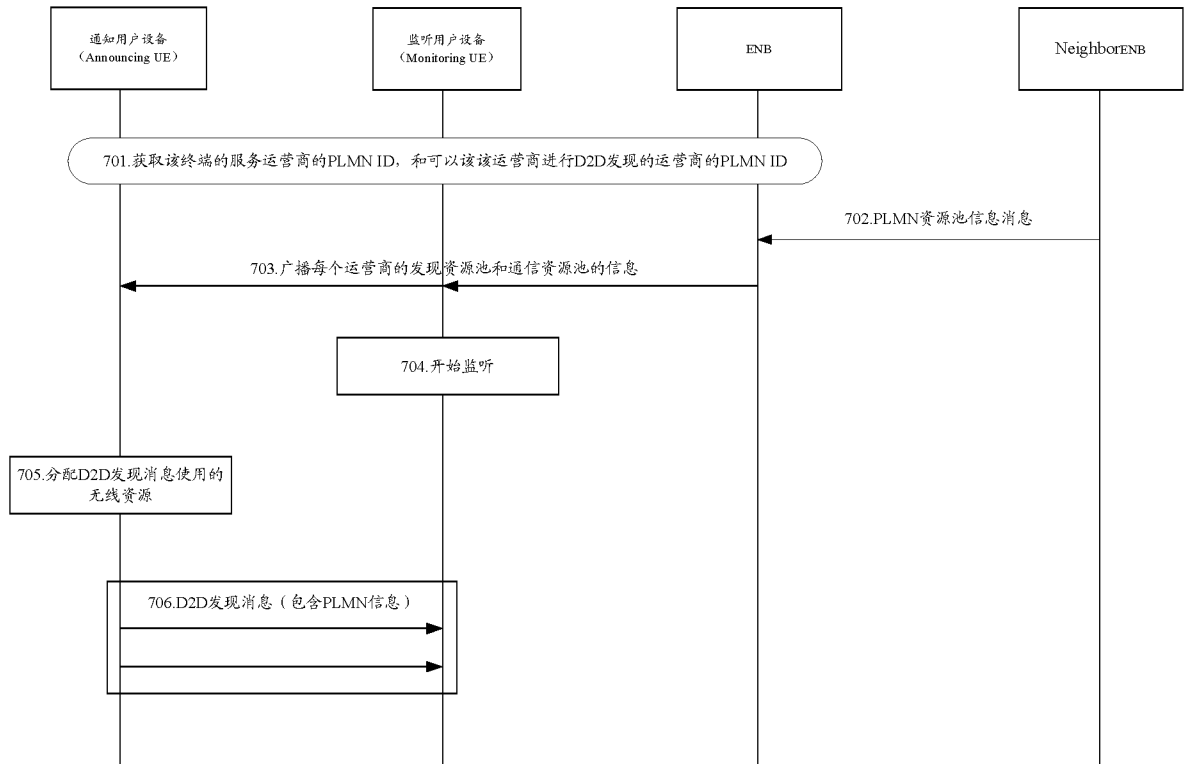 通知用户设备
（Announcing UE）
监听用户设备
（Monitoring UE）
ENB
NeighborENB
701.获取该终端的服务运营商的PLMN ID，和可以该该运营商进行D2D发现的运营商的PLMN ID
702.PLMN资源池信息消息
703.广播每个运营商的发现资源池和通信资源池的信息
704.开始监听
705.分配D2D发现消息使用的
无线资源
706.D2D发现消息（包含PLMN信息）